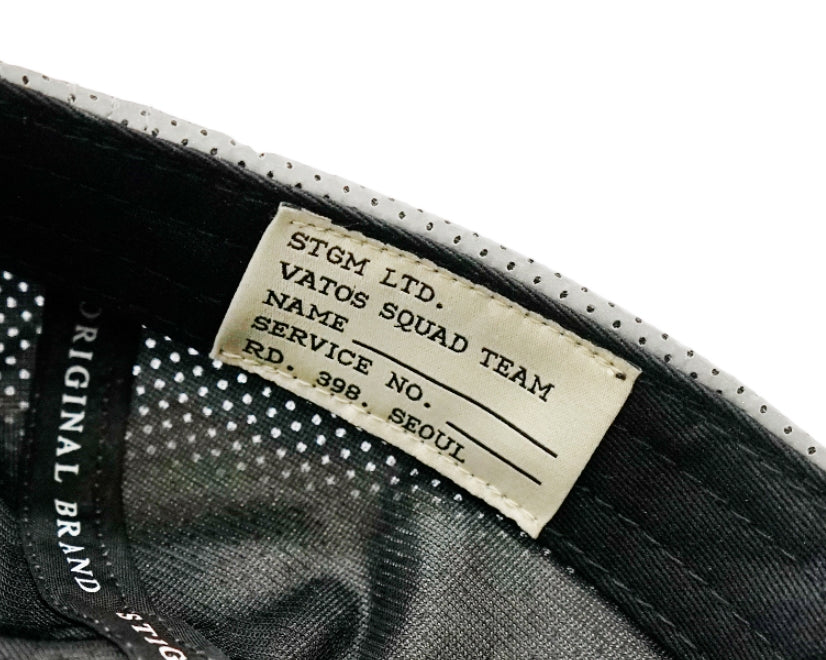 STGM LTD.
VATOS SQUAD TEAM
NAME
SERVICE NO.
RD. 398. SEOUL
ORIGINAL BRAND